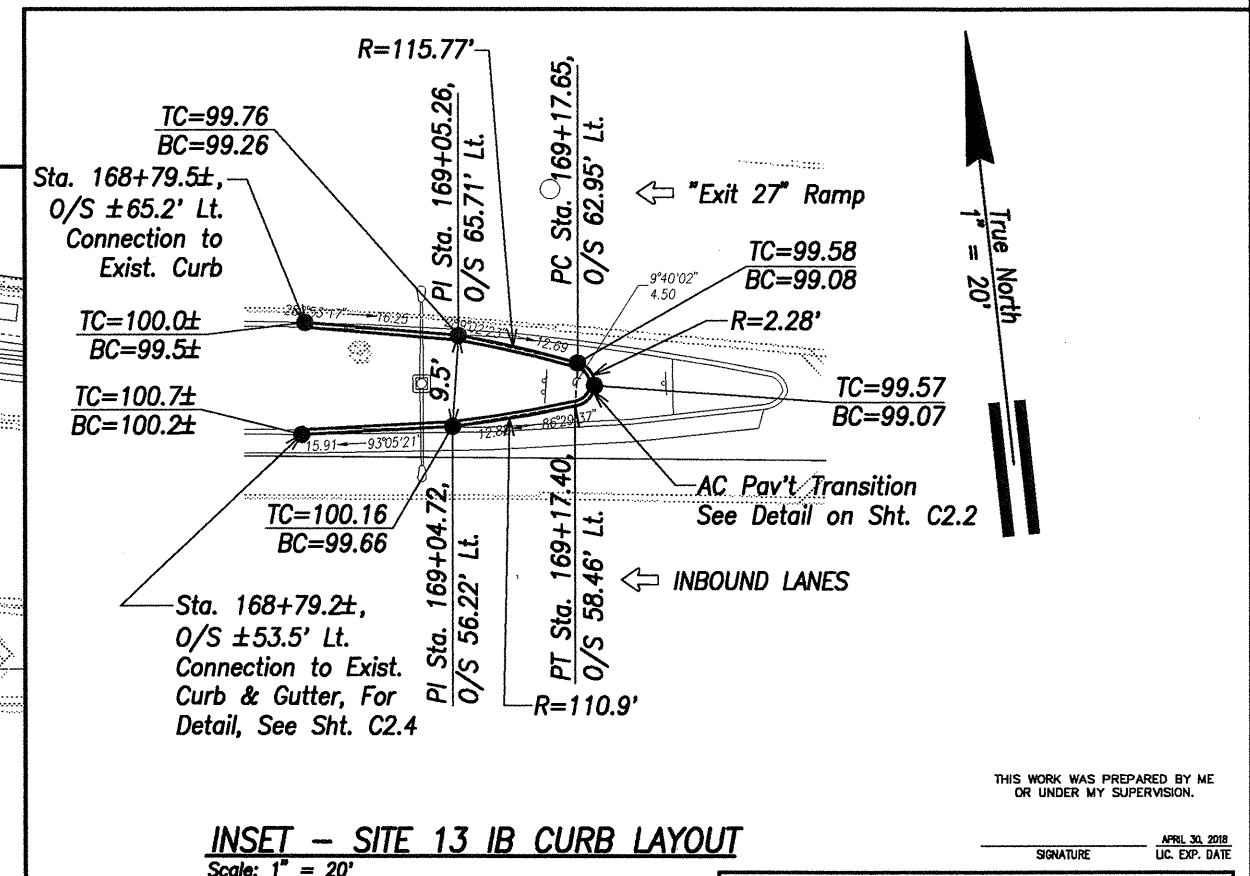 R=115.77'
TC=99.76
BC=99.26
Sta. 168+79.5±,
O/S ±65.2' Lt.
Connection to
Exist. Curb
PI Sta. 169+05.26,
O/S 65.71' Lt.
PC Sta. 169+17.65,
O/S 62.95' Lt.
"Exit 27" Ramp
True North
1" = 20'
TC=99.58
BC=99.08
9°40'02"
4.50
R=2.28'
TC=100.0±
BC=99.5±
16.25
12.69
9.5'
TC=100.7±
BC=100.2±
TC=99.57
BC=99.07
15.91
93°05'21"
86°29'37"
AC Pav't Transition
See Detail on Sht. C2.2
TC=100.16
BC=99.66
PI Sta. 169+04.72,
O/S 56.22' Lt.
PT Sta. 169+17.40,
O/S 58.46' Lt.
INBOUND LANES
Sta. 168+79.2±,
O/S ±53.5' Lt.
Connection to Exist.
Curb & Gutter, For
Detail, See Sht. C2.4
R=110.9'
THIS WORK WAS PREPARED BY ME
OR UNDER MY SUPERVISION.
INSET - SITE 13 IB CURB LAYOUT
Scale: 1" = 20'
SIGNATURE
APRIL 30, 2018
LIC. EXP. DATE